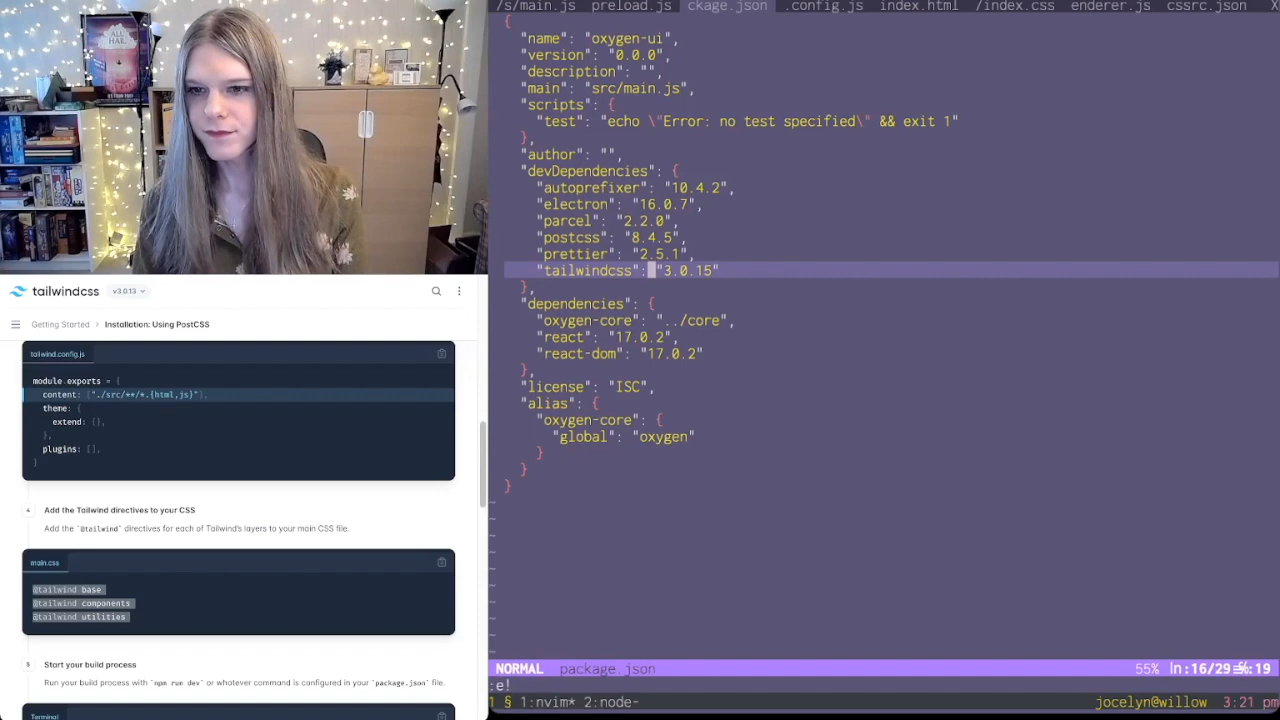 ALL HAIL
tailwindcss v3.0.13
Getting Started > Installation: Using PostCSS
tailwind.config.js
module.exports = {
content: ["./src/**/*.{html,js}"],
theme: {
extend: {},
},
plugins: [],
}
4 Add the Tailwind directives to your CSS
Add the `@tailwind` directives for each of Tailwind's layers to your main CSS file.
main.css
@tailwind base
@tailwind components
@tailwind utilities
5 Start your build process
Run your build process with `npm run dev` or whatever command is configured in your `package.json` file.
Terminal
/s/main.js preload.js ckage.json .config.js index.html /index.css enderer.js cssrc.json X
{
"name": "oxygen-ui",
"version": "0.0.0",
"description": "",
"main": "src/main.js",
"scripts": {
"test": "echo \"Error: no test specified\" && exit 1"
},
"author": "",
"devDependencies": {
"autoprefixer": "10.4.2",
"electron": "16.0.7",
"parcel": "2.2.0",
"postcss": "8.4.5",
"prettier": "2.5.1",
"tailwindcss": "3.0.15"
},
"dependencies": {
"oxygen-core": "../core",
"react": "17.0.2",
"react-dom": "17.0.2"
},
"license": "ISC",
"alias": {
"oxygen-core": {
"global": "oxygen"
}
}
}
NORMAL package.json 55% ln:16/29
:e!
1 § 1:nvim* 2:node- jocelyn@willow 3:21 pm